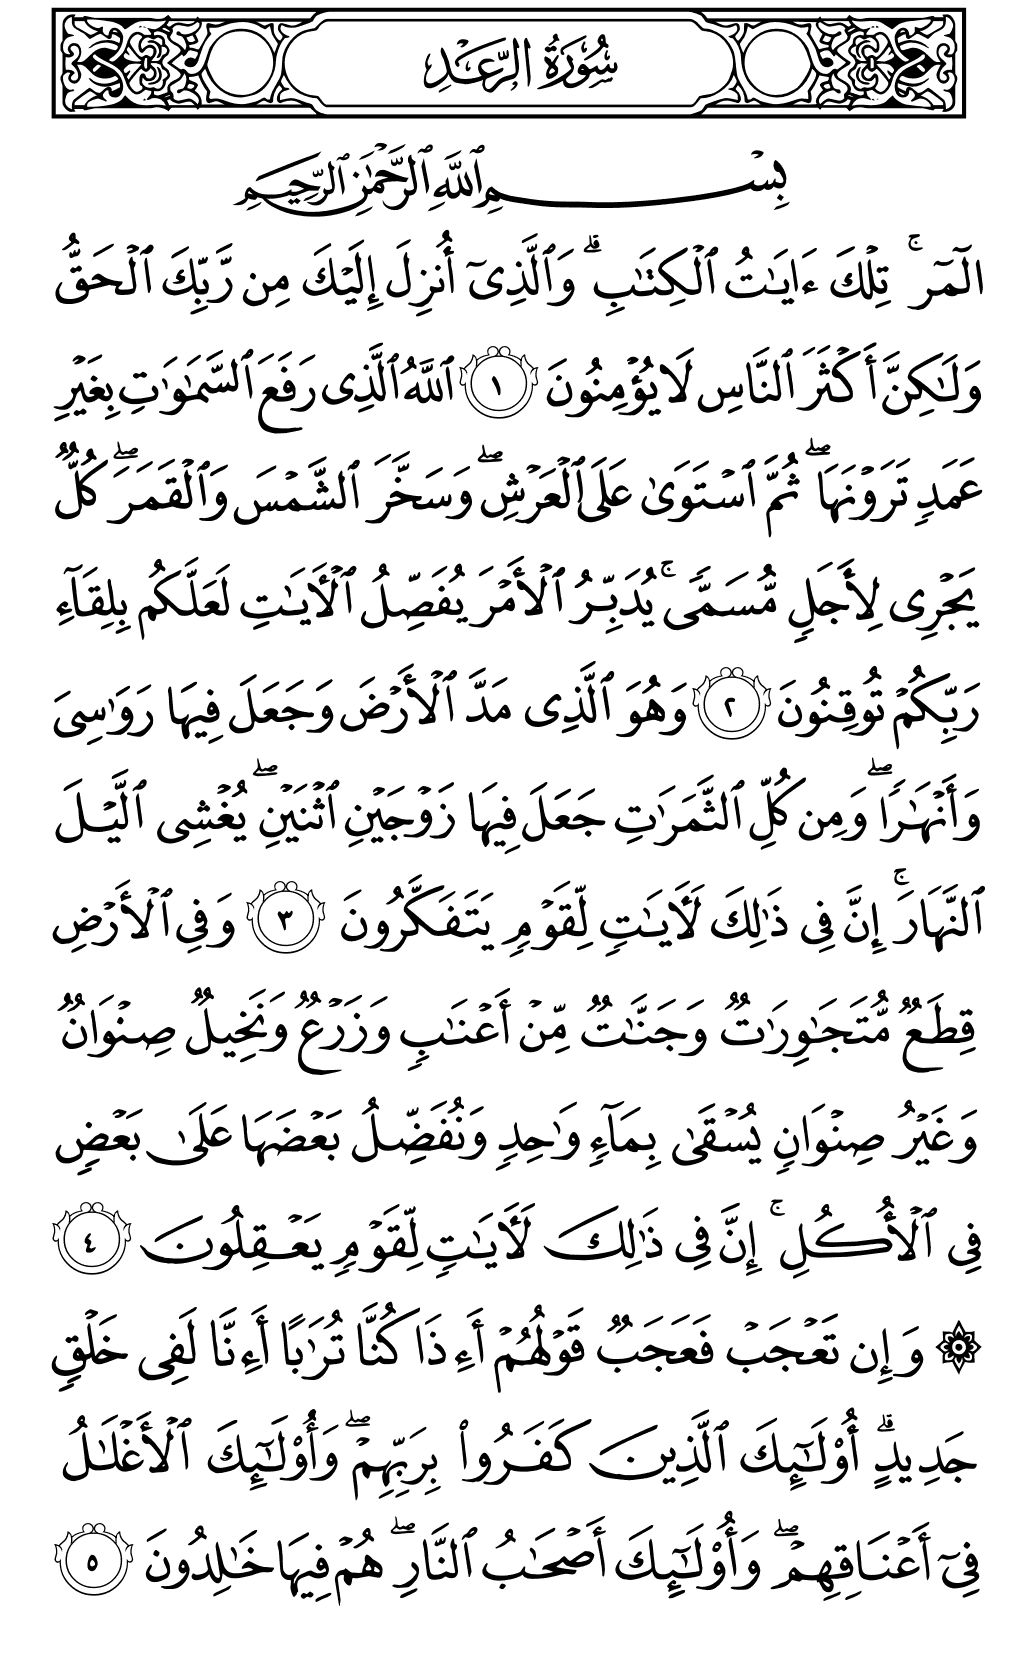 سُورَةُ الرَّعْدِ
بِسْمِ ٱللَّهِ ٱلرَّحْمَٰنِ ٱلرَّحِيمِ
الٓمٓر ۚ تِلْكَ ءَايَٰتُ ٱلْكِتَٰبِ ۗ وَٱلَّذِىٓ أُنزِلَ إِلَيْكَ مِن رَّبِّكَ ٱلْحَقُّ
وَلَٰكِنَّ أَكْثَرَ ٱلنَّاسِ لَا يُؤْمِنُونَ ١ ٱللَّهُ ٱلَّذِى رَفَعَ ٱلسَّمَٰوَٰتِ بِغَيْرِ
عَمَدٍ تَرَوْنَهَا ۖ ثُمَّ ٱسْتَوَىٰ عَلَى ٱلْعَرْشِ ۖ وَسَخَّرَ ٱلشَّمْسَ وَٱلْقَمَرَ ۖ كُلٌّ
يَجْرِى لِأَجَلٍ مُّسَمًّى ۚ يُدَبِّرُ ٱلْأَمْرَ يُفَصِّلُ ٱلْأَيَٰتِ لَعَلَّكُم بِلِقَآءِ
رَبِّكُمْ تُوقِنُونَ ٢ وَهُوَ ٱلَّذِى مَدَّ ٱلْأَرْضَ وَجَعَلَ فِيهَا رَوَٰسِىَ
وَأَنْهَٰرًا ۖ وَمِن كُلِّ ٱلثَّمَرَٰتِ جَعَلَ فِيهَا زَوْجَيْنِ ٱثْنَيْنِ ۖ يُغْشِى ٱلَّيْلَ
ٱلنَّهَارَ ۚ إِنَّ فِى ذَٰلِكَ لَأَيَٰتٍ لِّقَوْمٍ يَتَفَكَّرُونَ ٣ وَفِى ٱلْأَرْضِ
قِطَعٌ مُّتَجَٰوِرَٰتٌ وَجَنَّٰتٌ مِّنْ أَعْنَٰبٍ وَزَرْعٌ وَنَخِيلٌ صِنْوَانٌ
وَغَيْرُ صِنْوَانٍ يُسْقَىٰ بِمَآءٍ وَٰحِدٍ وَنُفَضِّلُ بَعْضَهَا عَلَىٰ بَعْضٍ
فِى ٱلْأُكُلِ ۚ إِنَّ فِى ذَٰلِكَ لَأَيَٰتٍ لِّقَوْمٍ يَعْقِلُونَ ٤
۞ وَإِن تَعْجَبْ فَعَجَبٌ قَوْلُهُمْ أَءِذَا كُنَّا تُرَٰبًا أَءِنَّا لَفِى خَلْقٍ
جَدِيدٍ ۗ أُوْلَٰٓئِكَ ٱلَّذِينَ كَفَرُوا۟ بِرَبِّهِمْ ۖ وَأُوْلَٰٓئِكَ ٱلْأَغْلَٰلُ
فِىٓ أَعْنَاقِهِمْ ۖ وَأُوْلَٰٓئِكَ أَصْحَٰبُ ٱلنَّارِ ۖ هُمْ فِيهَا خَٰلِدُونَ ٥